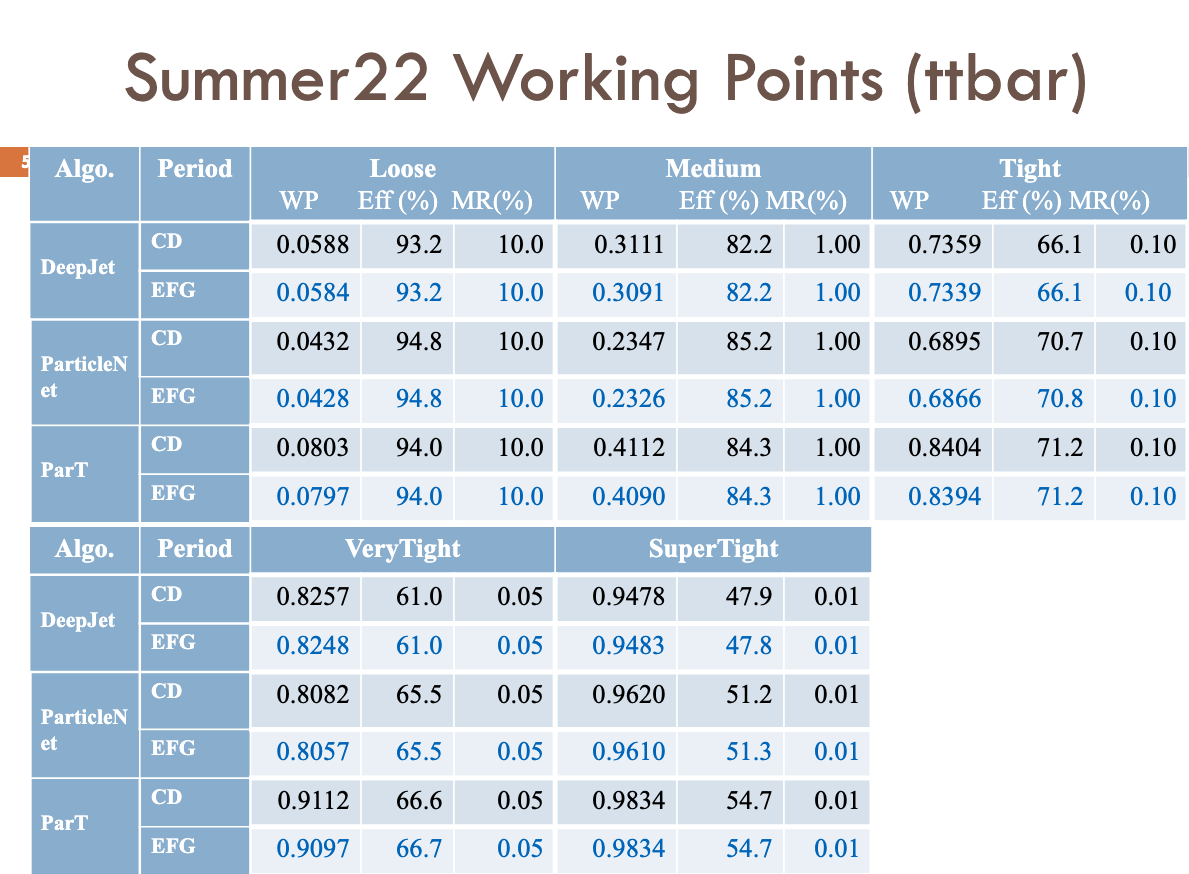 Summer22 Working Points (ttbar)
5
Algo. Period Loose Medium Tight
WP Eff (%) MR(%) WP Eff (%) MR(%) WP Eff (%) MR(%)
DeepJet CD 0.0588 93.2 10.0 0.3111 82.2 1.00 0.7359 66.1 0.10
EFG 0.0584 93.2 10.0 0.3091 82.2 1.00 0.7339 66.1 0.10
ParticleN
et
CD 0.0432 94.8 10.0 0.2347 85.2 1.00 0.6895 70.7 0.10
EFG 0.0428 94.8 10.0 0.2326 85.2 1.00 0.6866 70.8 0.10
ParT CD 0.0803 94.0 10.0 0.4112 84.3 1.00 0.8404 71.2 0.10
EFG 0.0797 94.0 10.0 0.4090 84.3 1.00 0.8394 71.2 0.10
Algo. Period VeryTight SuperTight
DeepJet CD 0.8257 61.0 0.05 0.9478 47.9 0.01
EFG 0.8248 61.0 0.05 0.9483 47.8 0.01
ParticleN
et
CD 0.8082 65.5 0.05 0.9620 51.2 0.01
EFG 0.8057 65.5 0.05 0.9610 51.3 0.01
ParT CD 0.9112 66.6 0.05 0.9834 54.7 0.01
EFG 0.9097 66.7 0.05 0.9834 54.7 0.01